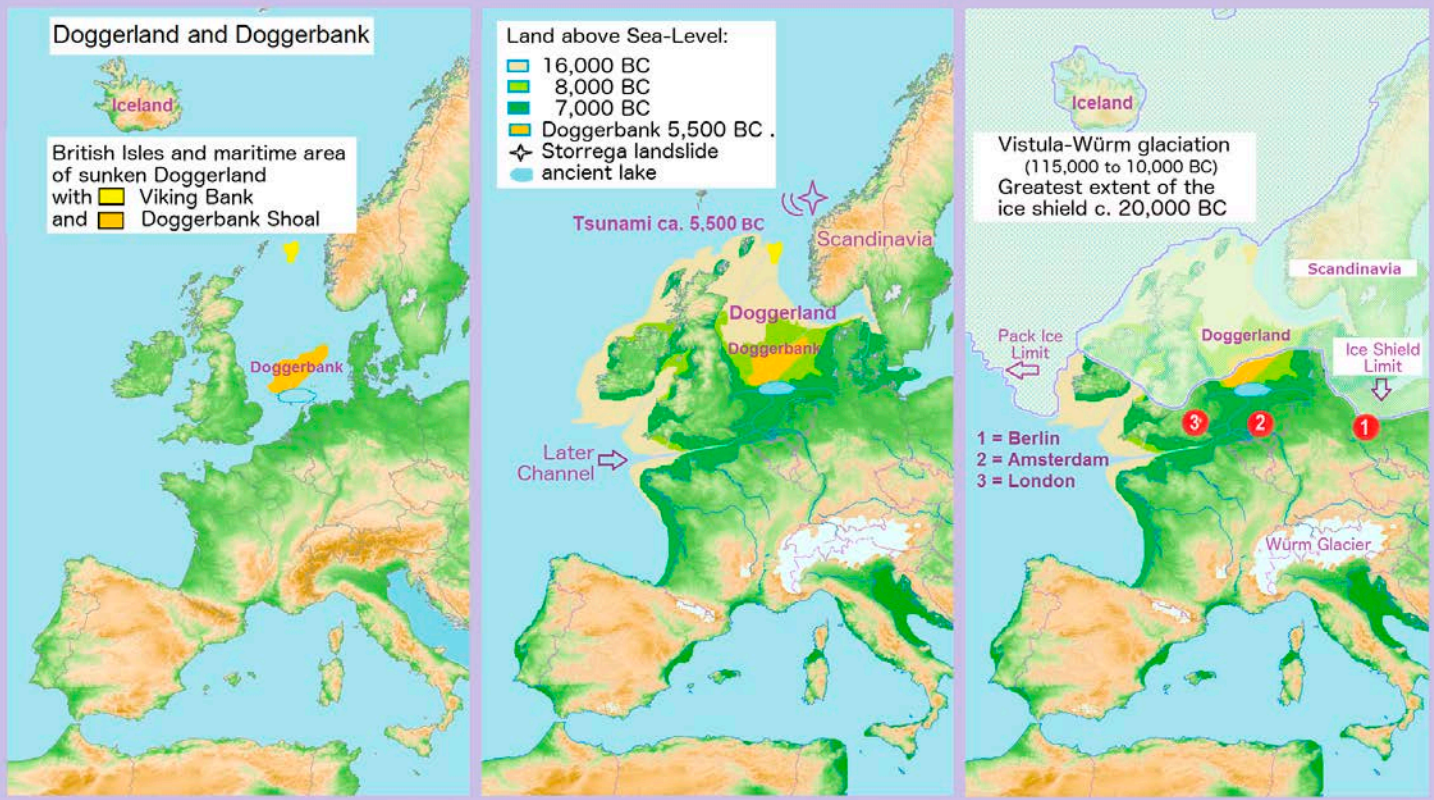 Doggerland and Doggerbank
Iceland
British Isles and maritime area
of sunken Doggerland
with Viking Bank
and Doggerbank Shoal
Doggerbank
Land above Sea-Level:
16,000 BC
8,000 BC
7,000 BC
Doggerbank 5,500 BC .
Storrega landslide
ancient lake
Tsunami ca. 5,500 BC
Scandinavia
Doggerland
Doggerbank
Later
Channel
Iceland
Vistula-Würm glaciation
(115,000 to 10,000 BC)
Greatest extent of the
ice shield c. 20,000 BC
Scandinavia
Pack Ice
Limit
Doggerland
Ice Shield
Limit
3
2
1
1 = Berlin
2 = Amsterdam
3 = London
Würm Glacier